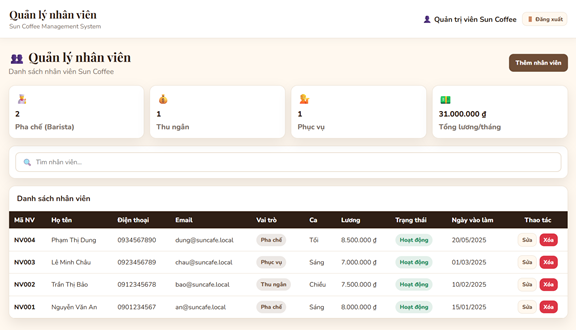 Quản lý nhân viên
Sun Coffee Management System
Quản trị viên Sun Coffee
Đăng xuất
Quản lý nhân viên
Danh sách nhân viên Sun Coffee
Thêm nhân viên
2
Pha chế (Barista)
1
Thu ngân
1
Phục vụ
31.000.000 ₫
Tổng lương/tháng
Tìm nhân viên...
Danh sách nhân viên
Mã NV Họ tên Điện thoại Email Vai trò Ca Lương Trạng thái Ngày vào làm Thao tác
NV004 Phạm Thị Dung 0934567890 dung@suncafe.local Pha chế Tối 8.500.000 ₫ Hoạt động 20/05/2025 Sửa Xóa
NV003 Lê Minh Châu 0923456789 chau@suncafe.local Phục vụ Sáng 7.000.000 ₫ Hoạt động 01/03/2025 Sửa Xóa
NV002 Trần Thị Bảo 0912345678 bao@suncafe.local Thu ngân Chiều 7.500.000 ₫ Hoạt động 10/02/2025 Sửa Xóa
NV001 Nguyễn Văn An 0901234567 an@suncafe.local Pha chế Sáng 8.000.000 ₫ Hoạt động 15/01/2025 Sửa Xóa